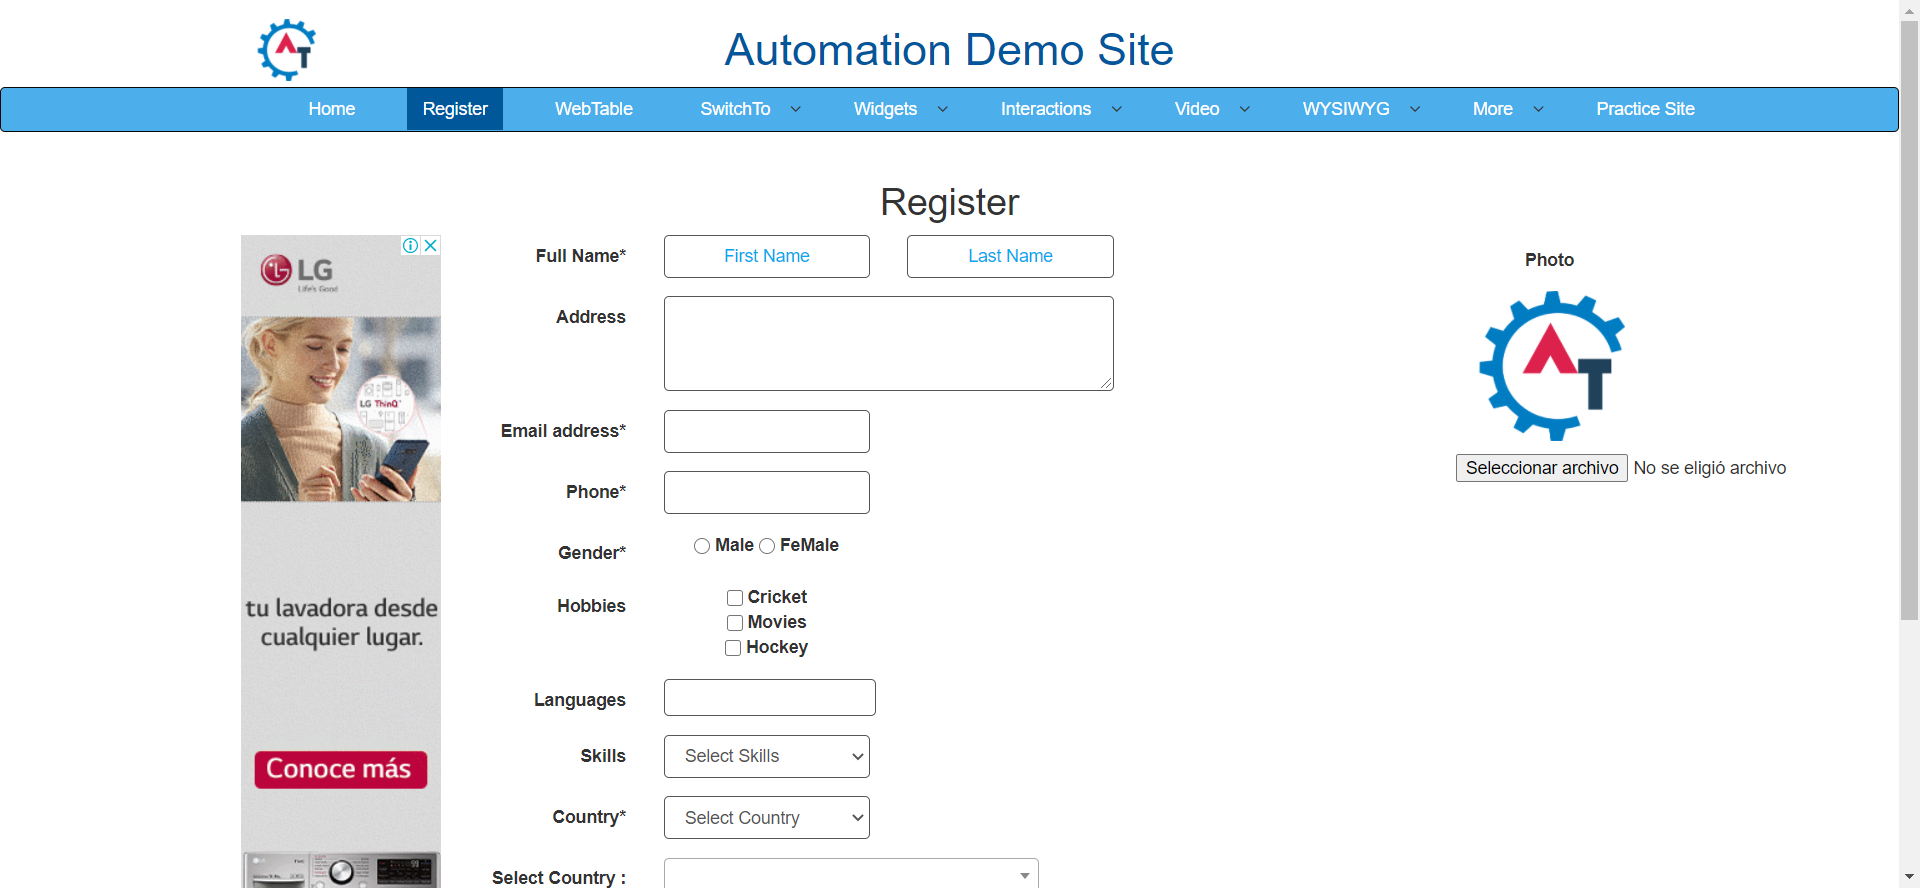 AT
Automation Demo Site
Home Register WebTable SwitchTo Widgets Interactions Video WYSIWYG More Practice Site
Register
LG
Life's Good
LG ThinQ
tu lavadora desde
cualquier lugar.
Conoce más
Full Name* First Name Last Name
Address
Email address*
Phone*
Gender* Male FeMale
Hobbies Cricket
Movies
Hockey
Languages
Skills Select Skills
Country* Select Country
Select Country :
Photo
AT
Seleccionar archivo No se eligió archivo